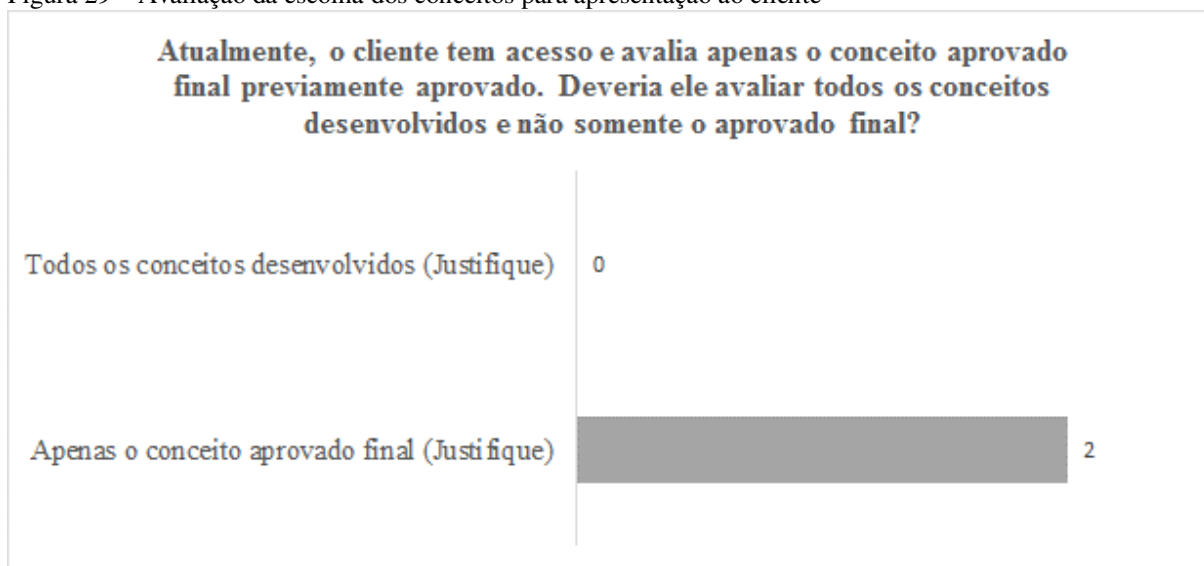 Figura 29 – Avaliação da escolha dos conceitos para apresentação ao cliente
Atualmente, o cliente tem acesso e avalia apenas o conceito aprovado
final previamente aprovado. Deveria ele avaliar todos os conceitos
desenvolvidos e não somente o aprovado final?
Todos os conceitos desenvolvidos (Justifique)
0
Apenas o conceito aprovado final (Justifique)
2